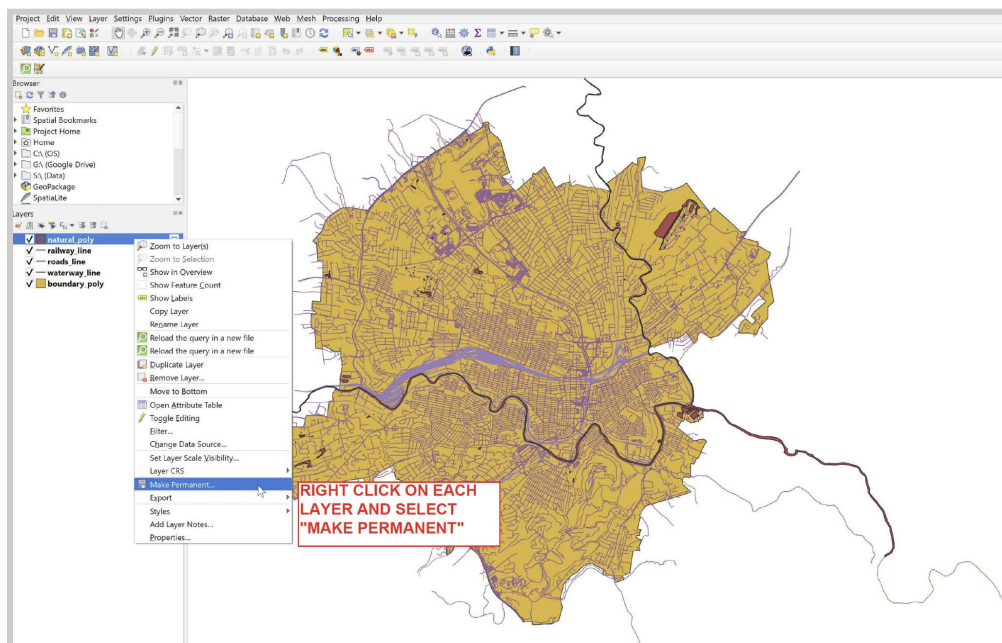 Project Edit View Layer Settings Plugins Vector Raster Database Web Mesh Processing Help
Browser
Favorites
Spatial Bookmarks
Project Home
Home
C:\ (OS)
G:\ (Google Drive)
S:\ (Data)
GeoPackage
SpatiaLite
Layers
natural_poly
railway_line
roads_line
waterway_line
boundary_poly
Zoom to Layer(s)
Zoom to Selection
Show in Overview
Show Feature Count
Show Labels
Copy Layer
Rename Layer
Reload the query in a new file
Reload the query in a new file
Duplicate Layer
Remove Layer...
Move to Bottom
Open Attribute Table
Toggle Editing
Filter...
Change Data Source...
Set Layer Scale Visibility...
Layer CRS
Make Permanent...
Export
Styles
Add Layer Notes...
Properties...
RIGHT CLICK ON EACH
LAYER AND SELECT
"MAKE PERMANENT"